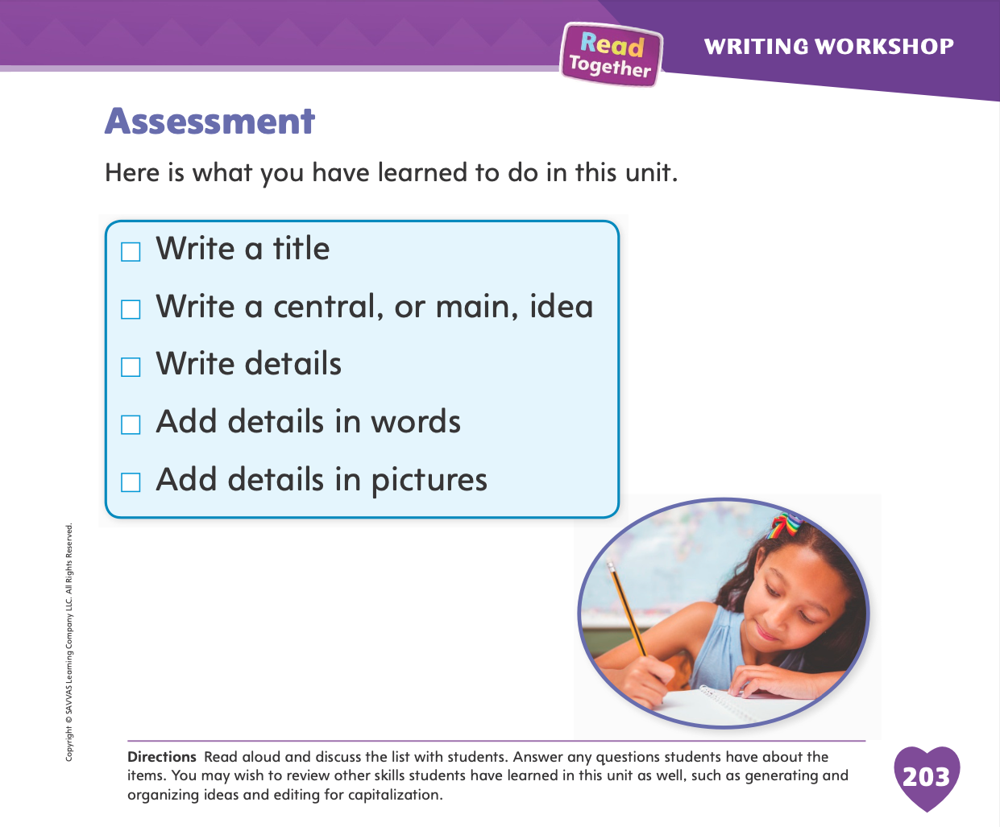 Read
Together
WRITING WORKSHOP
Assessment
Here is what you have learned to do in this unit.
Write a title
Write a central, or main, idea
Write details
Add details in words
Add details in pictures
Copyright © SAVVAS Learning Company LLC. All Rights Reserved.
Directions Read aloud and discuss the list with students. Answer any questions students have about the
items. You may wish to review other skills students have learned in this unit as well, such as generating and
organizing ideas and editing for capitalization.
203